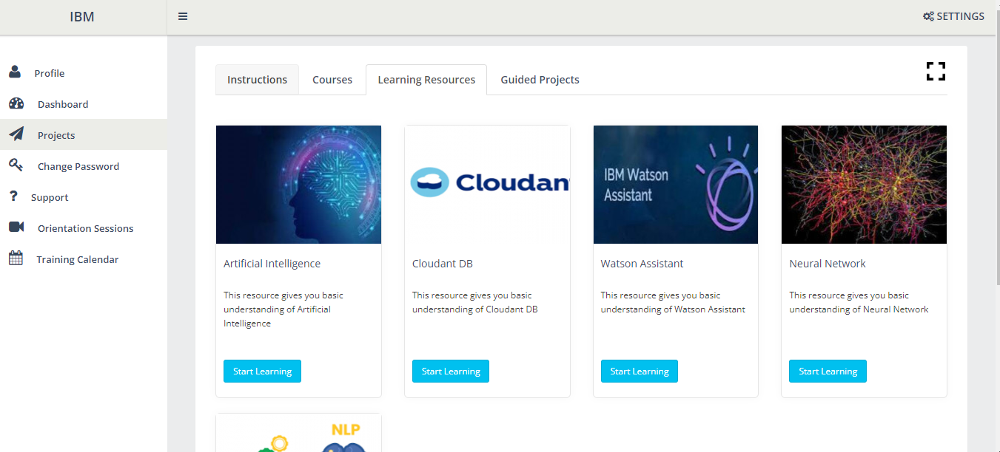 IBM
SETTINGS
Profile
Dashboard
Projects
Change Password
Support
Orientation Sessions
Training Calendar
Instructions
Courses
Learning Resources
Guided Projects
Cloudan
IBM Watson
Assistant
Artificial Intelligence
This resource gives you basic
understanding of Artificial
Intelligence
Start Learning
Cloudant DB
This resource gives you basic
understanding of Cloudant DB
Start Learning
Watson Assistant
This resource gives you basic
understanding of Watson Assistant
Start Learning
Neural Network
This resource gives you basic
understanding of Neural Network
Start Learning
NLP